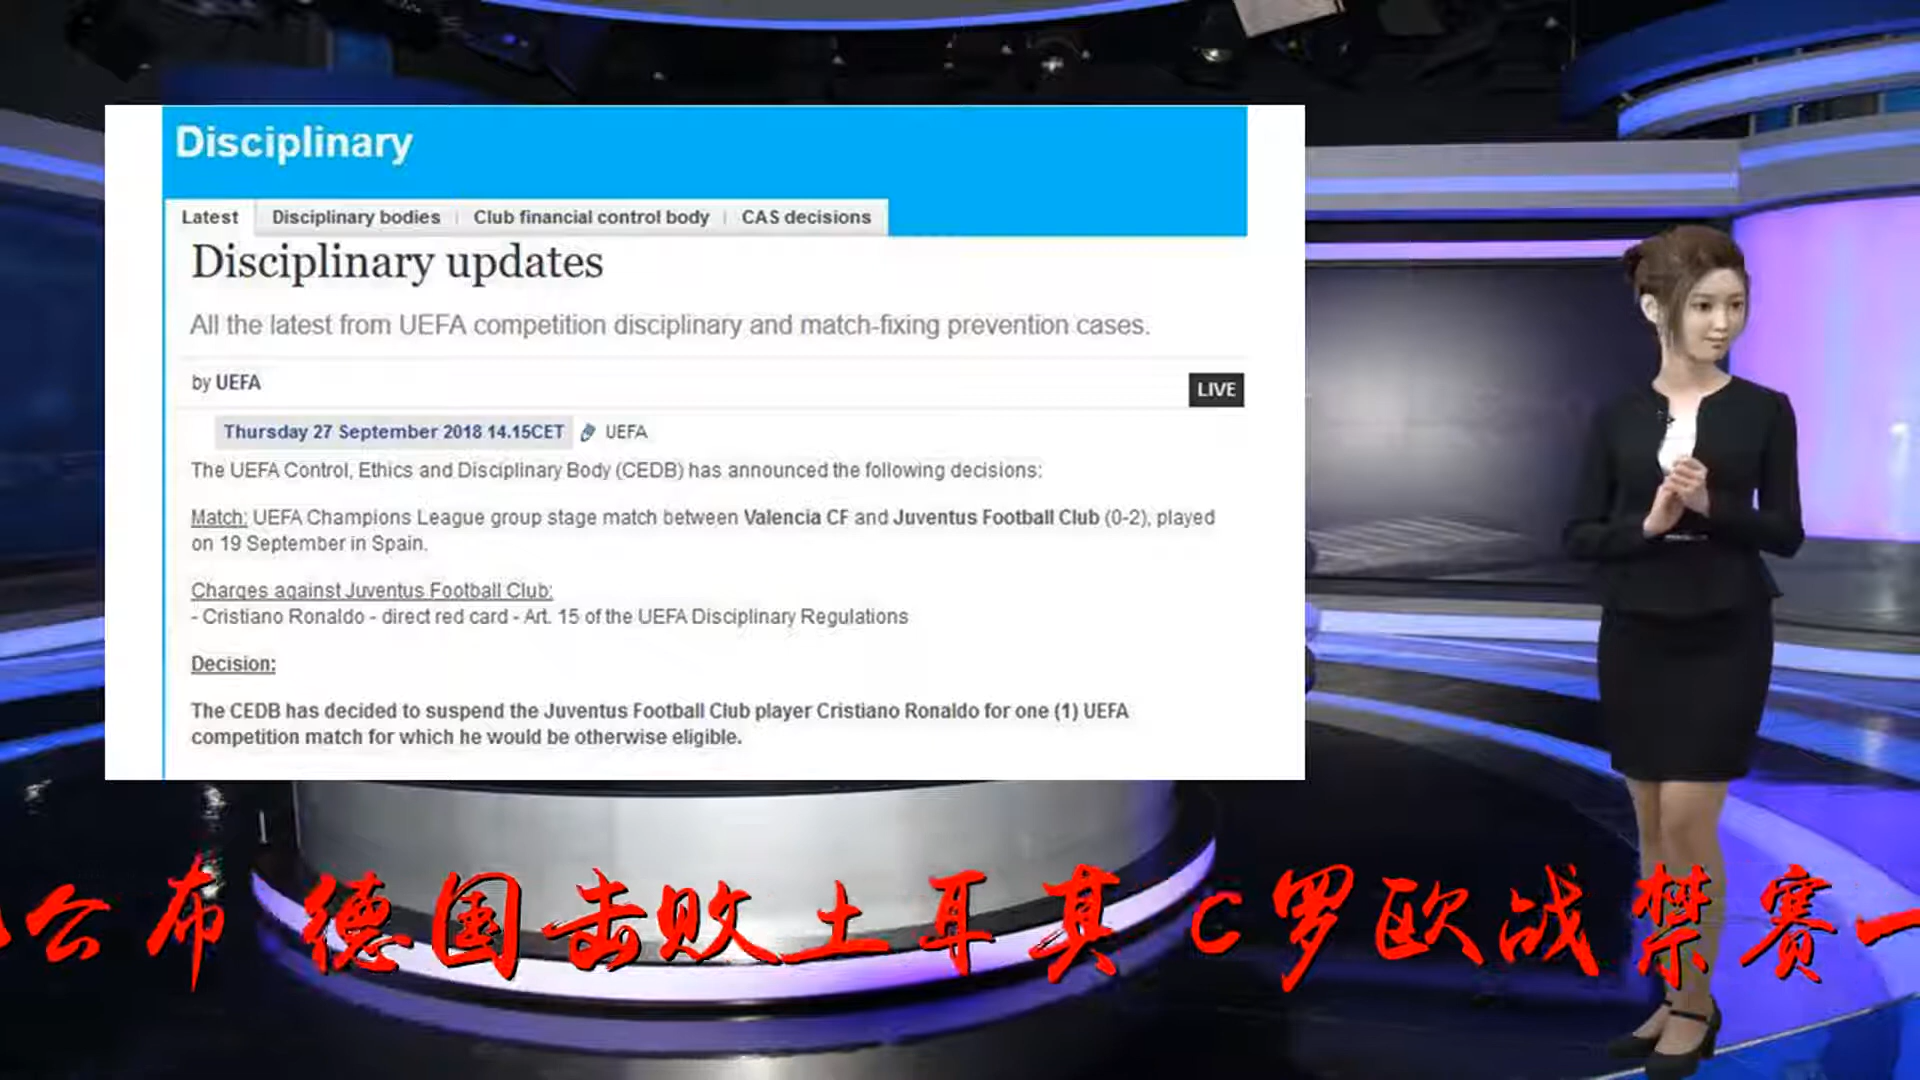 Disciplinary
Latest Disciplinary bodies Club financial control body CAS decisions
Disciplinary updates
All the latest from UEFA competition disciplinary and match-fixing prevention cases.
by UEFA LIVE
Thursday 27 September 2018 14.15CET UEFA
The UEFA Control, Ethics and Disciplinary Body (CEDB) has announced the following decisions:
Match: UEFA Champions League group stage match between Valencia CF and Juventus Football Club (0-2), played
on 19 September in Spain.
Charges against Juventus Football Club:
- Cristiano Ronaldo - direct red card - Art. 15 of the UEFA Disciplinary Regulations
Decision:
The CEDB has decided to suspend the Juventus Football Club player Cristiano Ronaldo for one (1) UEFA
competition match for which he would be otherwise eligible.
公布 德国击败土耳其 C罗欧战禁赛一